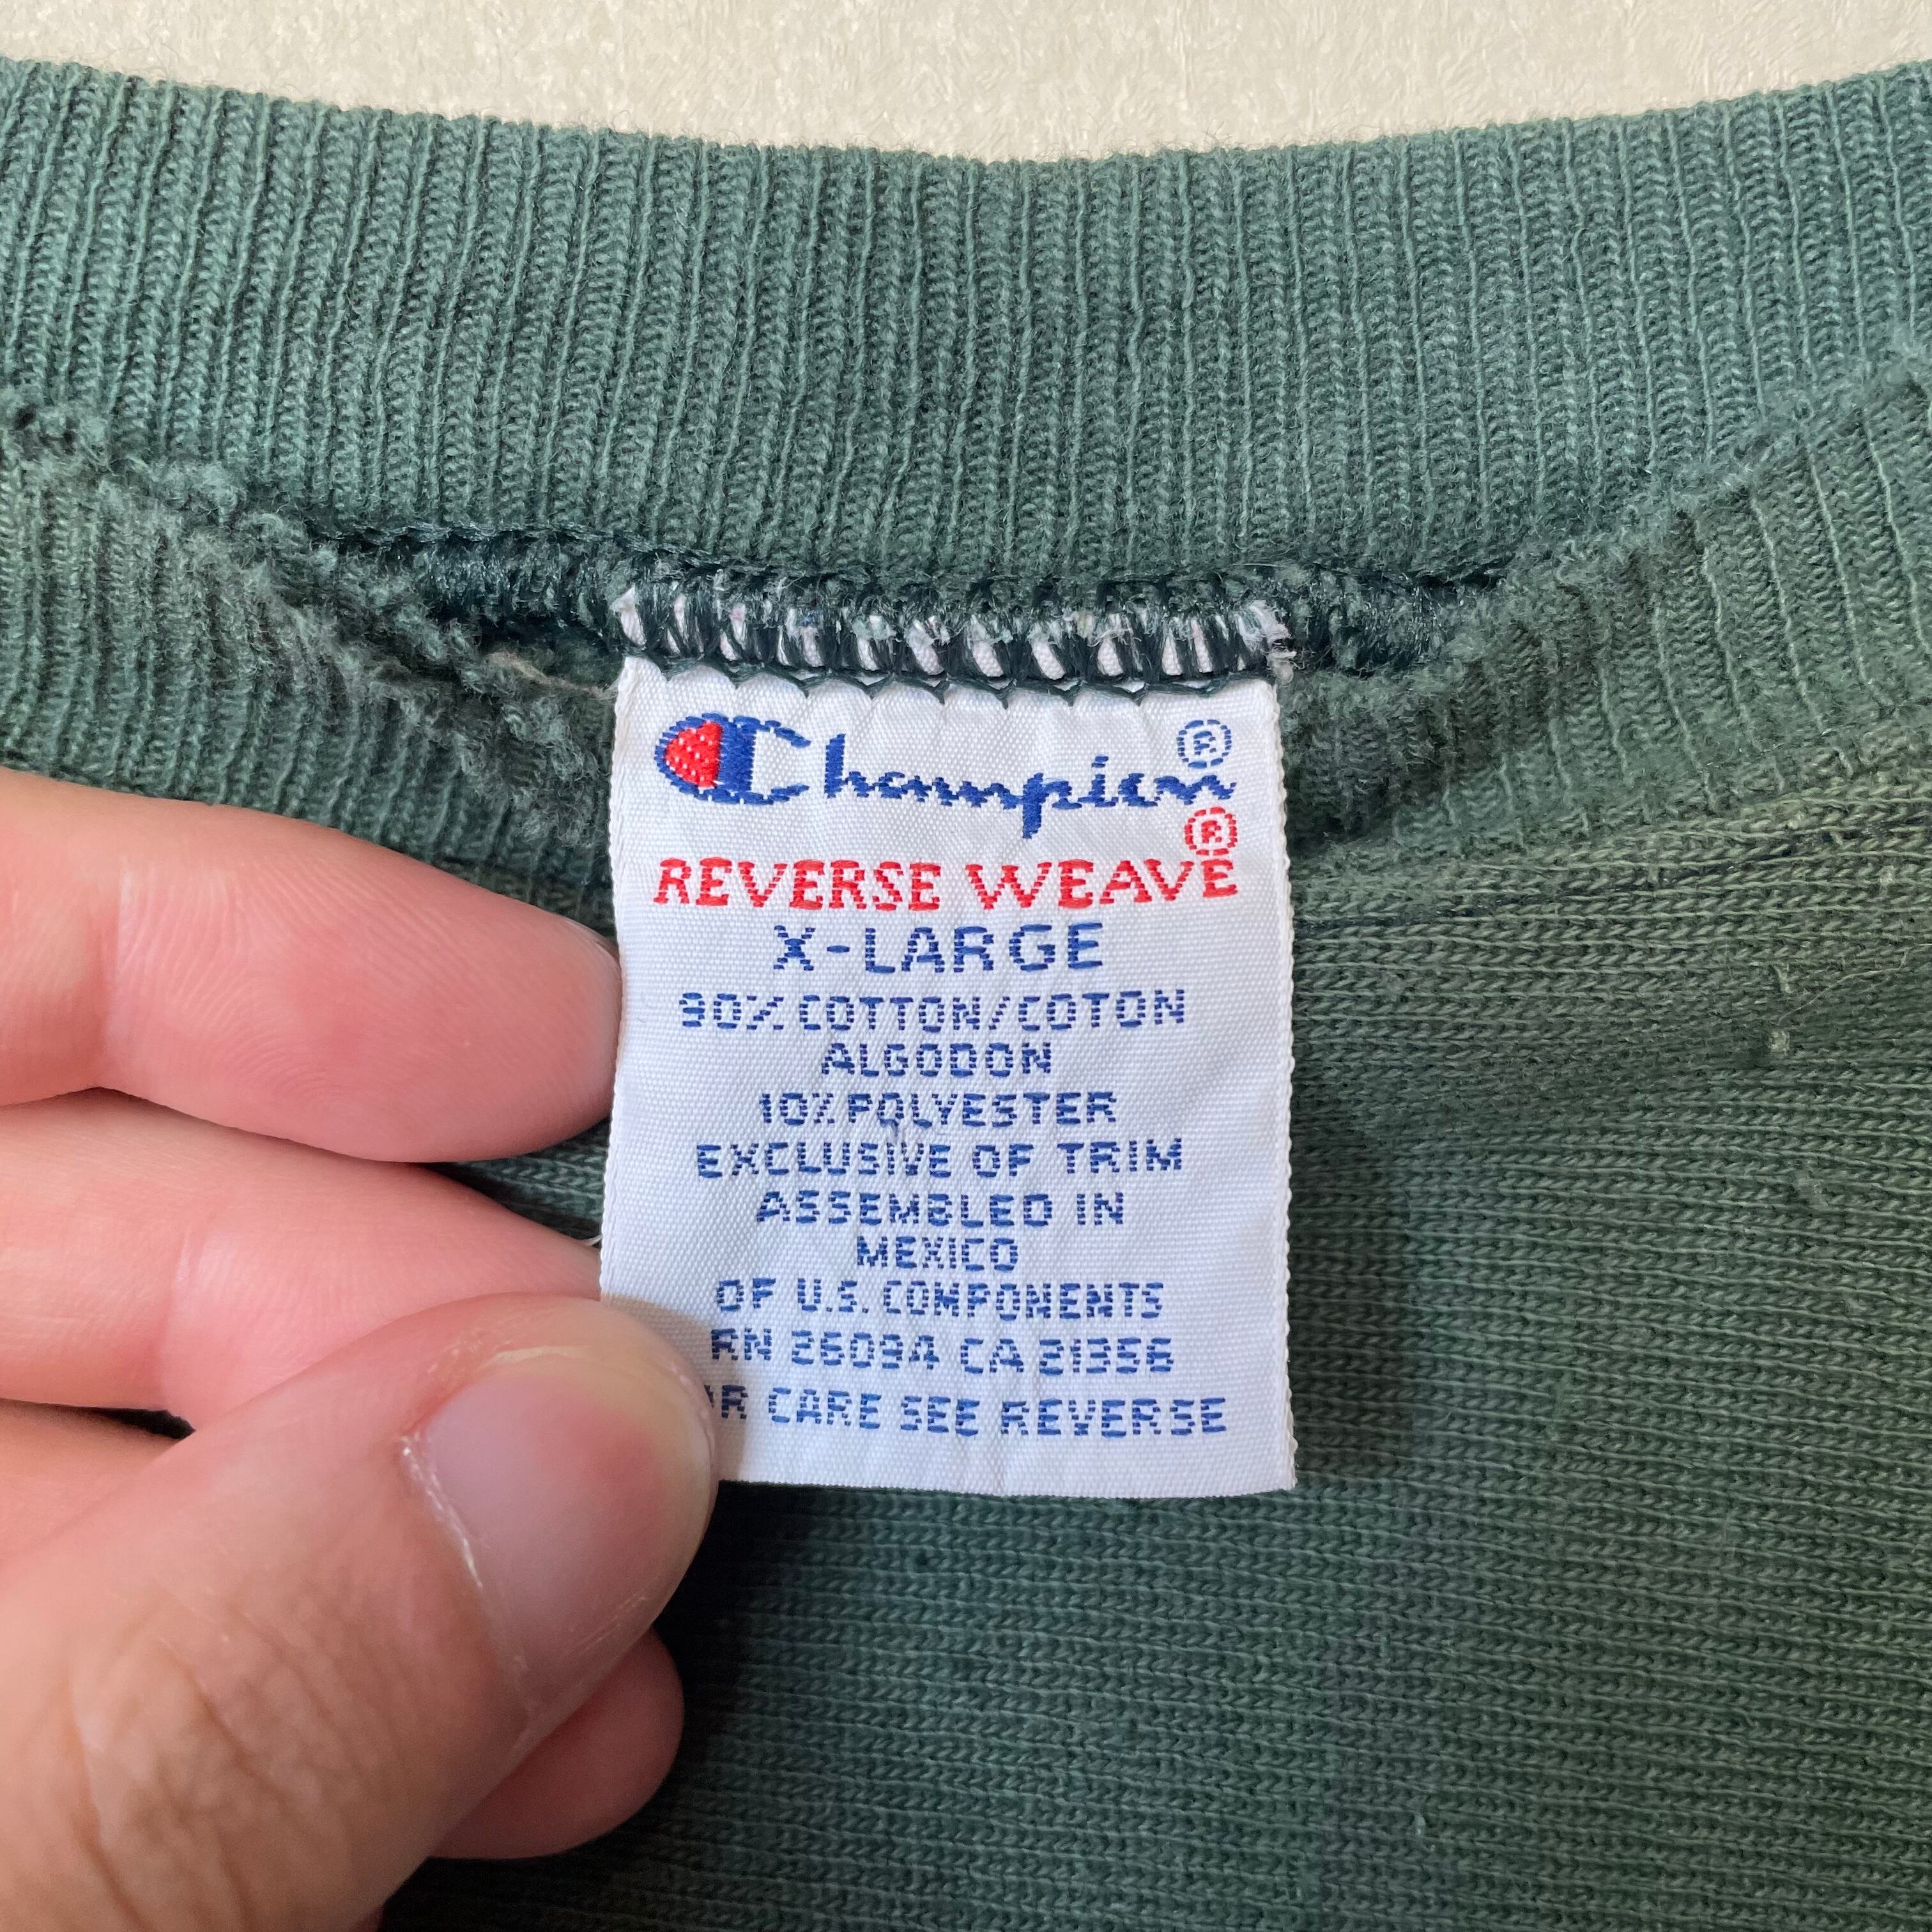 Champion®
REVERSE WEAVE®
X-LARGE
90% COTTON/COTON
ALGODON
10% POLYESTER
EXCLUSIVE OF TRIM
ASSEMBLED IN
MEXICO
OF U.S. COMPONENTS
RN 26094 CA 21356
CARE SEE REVERSE